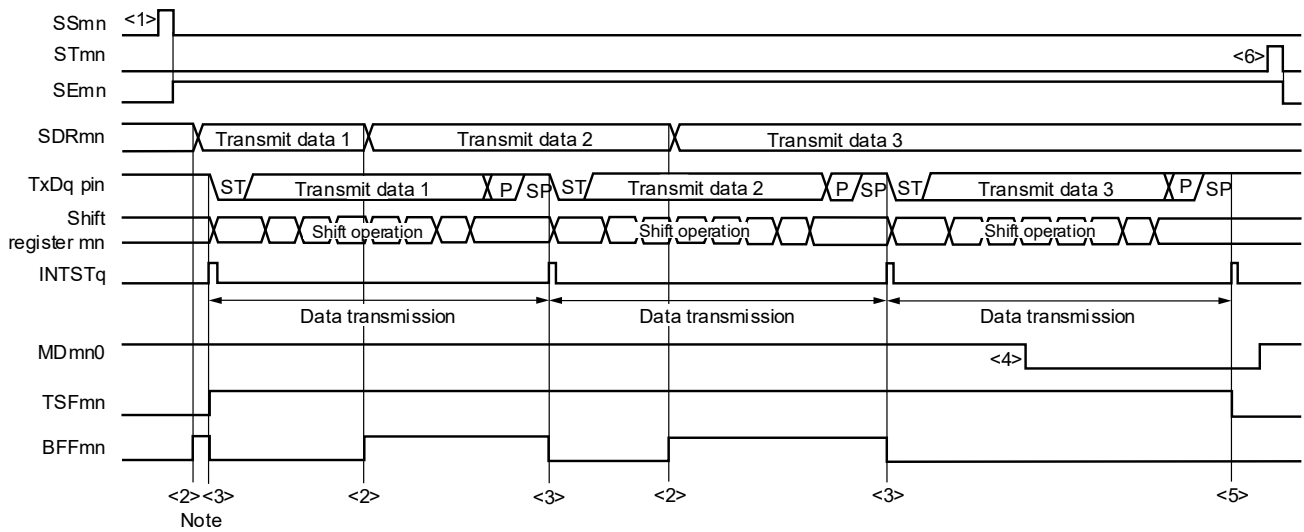 SSmn <1>
STmn <6>
SEmn
SDRmn Transmit data 1 Transmit data 2 Transmit data 3
TxDq pin ST Transmit data 1 P SP ST Transmit data 2 P SP ST Transmit data 3 P SP
Shift
register mn Shift operation Shift operation Shift operation
INTSTq
Data transmission Data transmission Data transmission
MDmn0 <4>
TSFmn
BFFmn
<2> <3> <2> <3> <2> <3> <5>
Note